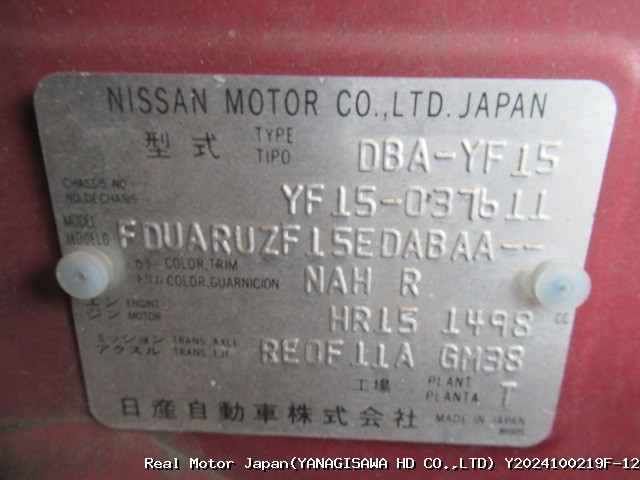 NISSAN MOTOR CO.,LTD. JAPAN
型式 TYPE TIPO DBA-YF15
CHASSIS NO. NO. DE CHASIS YF15-037611
MODEL MODELO FDUARUZF15EDABAA--
カラー COLOR, TRIM
トリム COLOR, GUARNICION NAH R
エンジン ENGINE MOTOR HR15 1498 CC
ミッション TRANS., AXLE
アクスル TRANS., EJE RE0F11A GM38
工場 PLANT PLANTA T
日産自動車株式会社 MADE IN JAPAN
Real Motor Japan(YANAGISAWA HD CO.,LTD) Y2024100219F-12